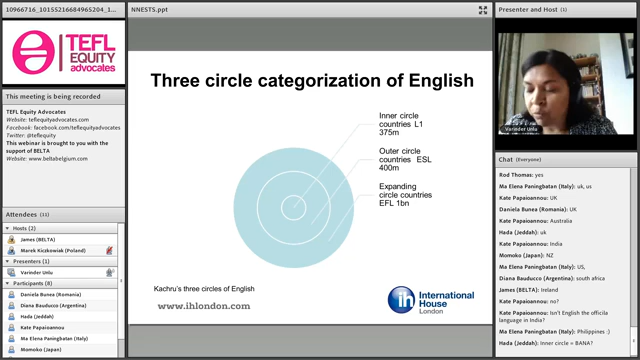 10966716_10155216684965204_1...
TEFL
EQUITY
advocates
This meeting is being recorded
TEFL Equity Advocates
Website: teflequityadvocates.com
Facebook: facebook.com/teflequityadvocates
Twitter: @teflequity
This webinar is brought to you with the
support of BELTA
Website: www.beltabelgium.com
Attendees (11)
Hosts (2)
James (BELTA)
Marek Kiczkowiak (Poland)
Presenters (1)
Varinder Unlu
Participants (8)
Daniela Bunea (Romania)
Diana Bauducco (Argentina)
Hada (Jeddah)
Kate Papaioannou
Ma Elena Paningbatan (Italy)
Momoko (Japan)
NNESTS.ppt
Three circle categorization of English
Inner circle
countries L1
375m
Outer circle
countries ESL
400m
Expanding
circle countries
EFL 1bn
Kachru's three circles of English
www.ihlondon.com
ih
International
House
London
Presenter and Host (1)
Varinder Unlu
Chat (Everyone)
Rod Thomas: yes
Ma Elena Paningbatan (Italy): uk, us
Kate Papaioannou: UK
Daniela Bunea (Romania): UK
Kate Papaioannou: Australia
Hada (Jeddah): uk
Kate Papaioannou: India
Momoko (Japan): NZ
Ma Elena Paningbatan (Italy): US,
Diana Bauducco (Argentina): south africa
James (BELTA): Ireland
Kate Papaioannou: no?
Kate Papaioannou: Isn't English the officila
language in India?
Ma Elena Paningbatan (Italy): Philippines :)
Hada (Jeddah): Inner circle = BANA?